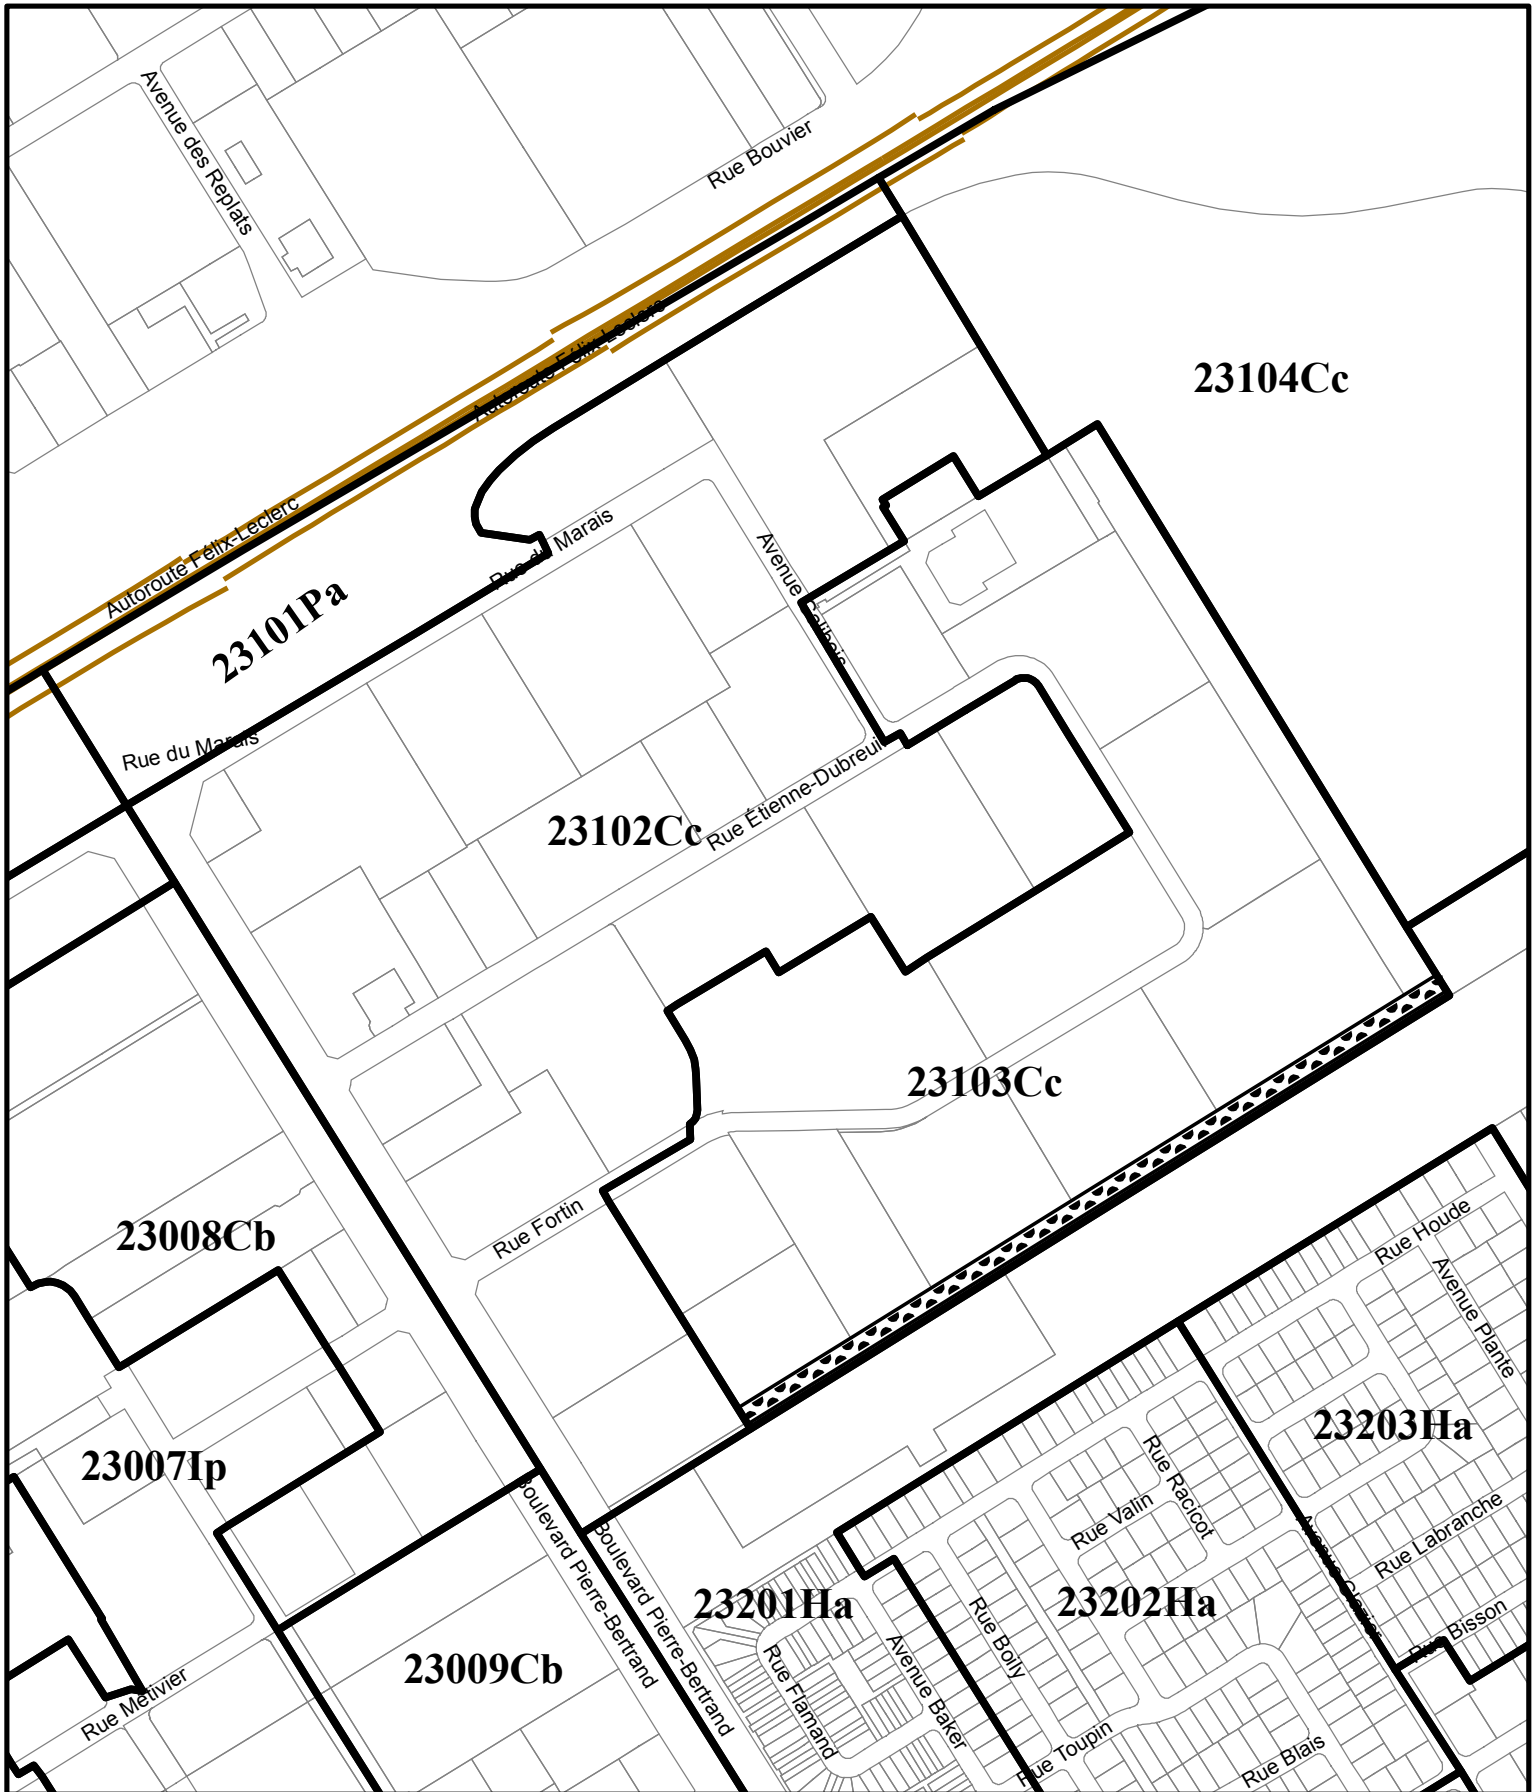 Avenue des Replats
Rue Bouvier
Autoroute Félix-Leclerc
23104Cc
Autoroute Félix-Leclerc
Rue du Marais
23101Pa
Avenue Galibois
Rue du Marais
23102Cc
Rue Étienne-Dubreuil
23103Cc
Rue Fortin
23008Cb
Rue Houde
Avenue Plante
23203Ha
23007Ip
Rue Racicot
Rue Valin
Rue Labranche
Boulevard Pierre-Bertrand
Boulevard Pierre-Bertrand
23201Ha
23202Ha
Rue Boily
Rue Bisson
23009Cb
Avenue Baker
Rue Flamand
Rue Métivier
Rue Toupin
Rue Blais